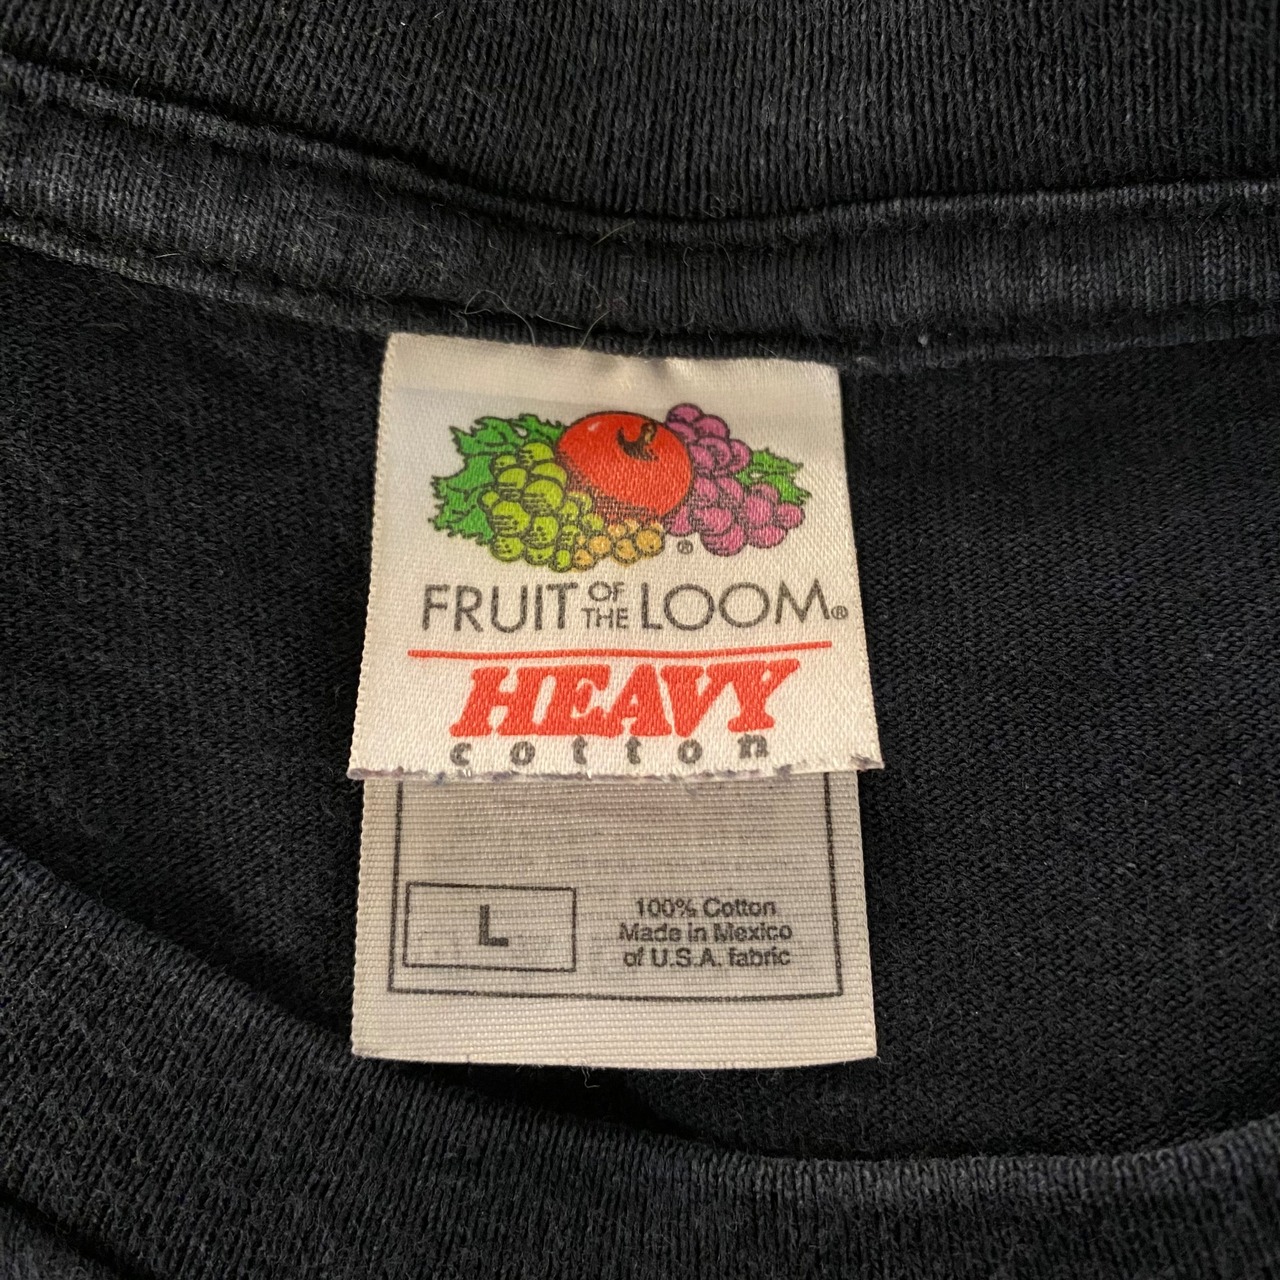 ®
FRUIT OF THE LOOM®
HEAVY
cotton
L
100% Cotton
Made in Mexico
of U.S.A. fabric